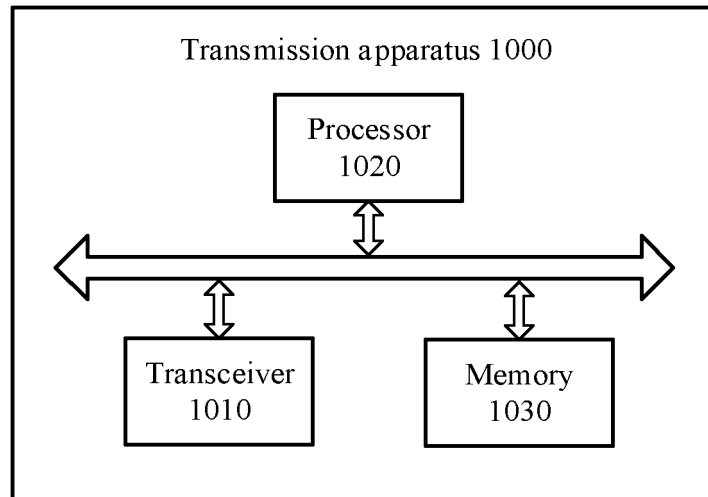 Transmission apparatus 1000
Processor
1020
Transceiver
1010
Memory
1030